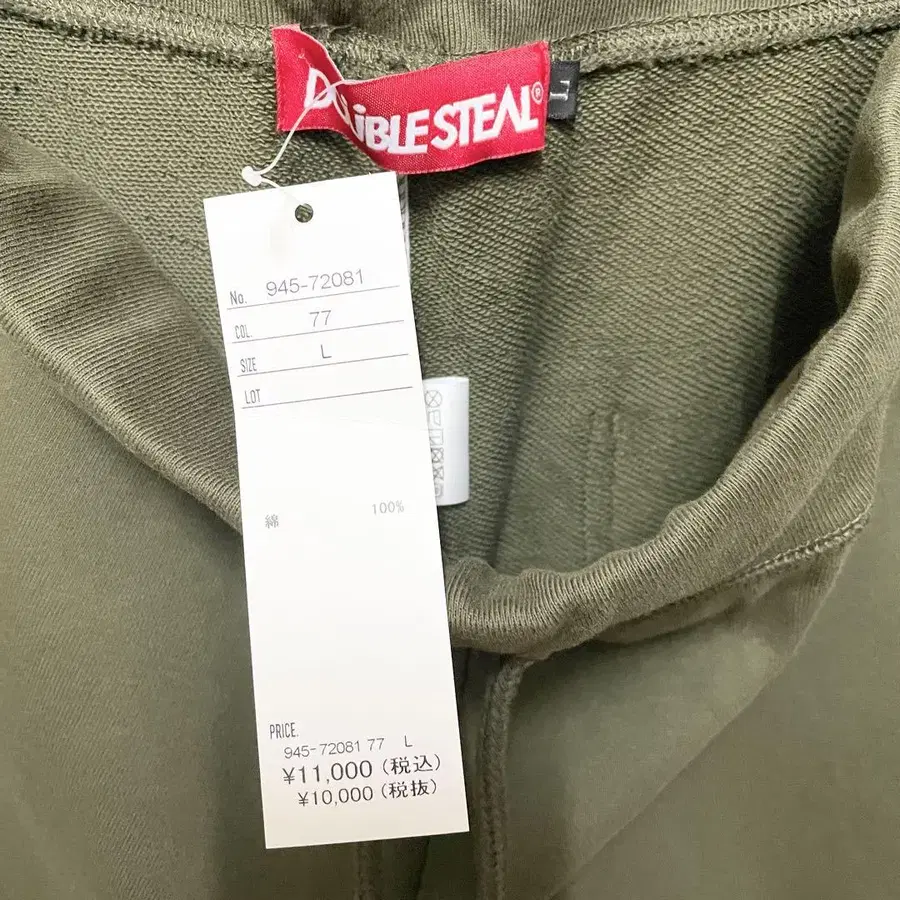 DOUBLE STEAL®
L
No. 945-72081
COL. 77
SIZE L
LOT
綿 100%
PRICE.
945-72081 77 L
¥11,000 (税込)
¥10,000 (税抜)